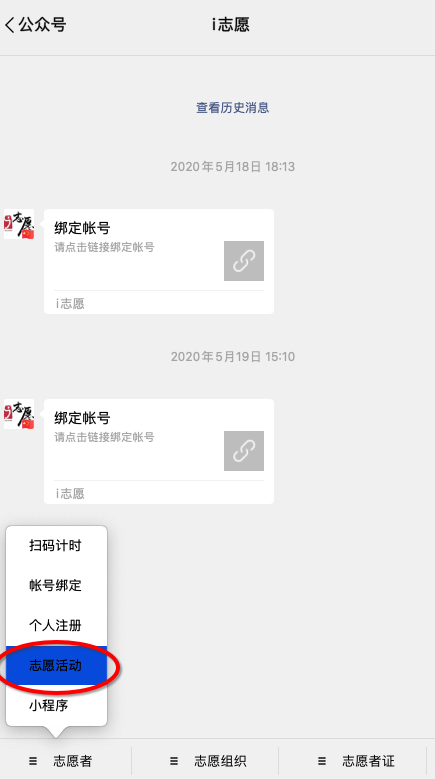 公众号
i志愿
查看历史消息
2020年5月18日 18:13
绑定帐号
请点击链接绑定帐号
i志愿
2020年5月19日 15:10
绑定帐号
请点击链接绑定帐号
i志愿
扫码计时
帐号绑定
个人注册
志愿活动
小程序
志愿者
志愿组织
志愿者证